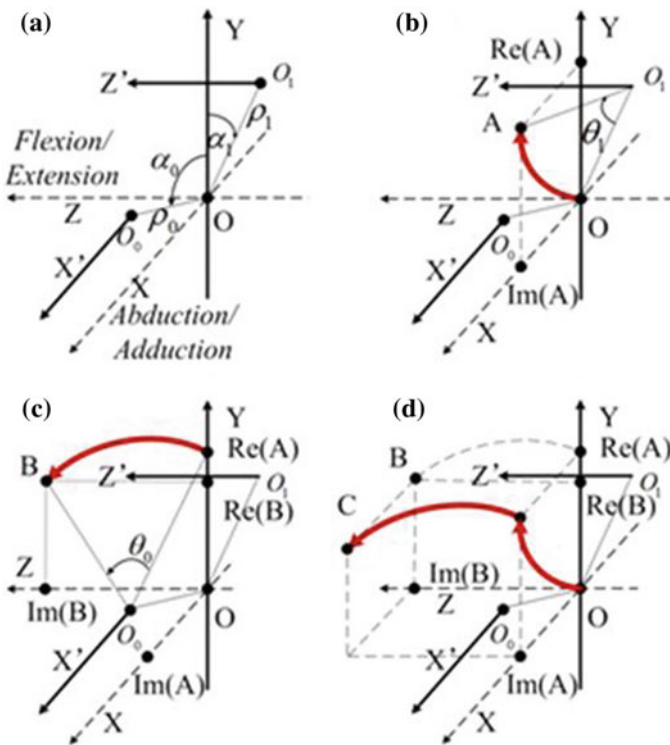 (a)
Y
Z'
O₁
ρ₁
α₁
α₀
Flexion/
Extension
Z
O
ρ₀
O₀
X'
X
Abduction/
Adduction
(b)
Y
Re(A)
Z'
O₁
A
θ₁
Z
O
O₀
X'
Im(A)
X
(c)
Y
Re(A)
B
Z'
O₁
Re(B)
θ₀
Z
Im(B)
O
O₀
X'
Im(A)
X
(d)
Y
Re(A)
B
Z'
O₁
C
Re(B)
Im(B)
Z
O
O₀
X'
Im(A)
X